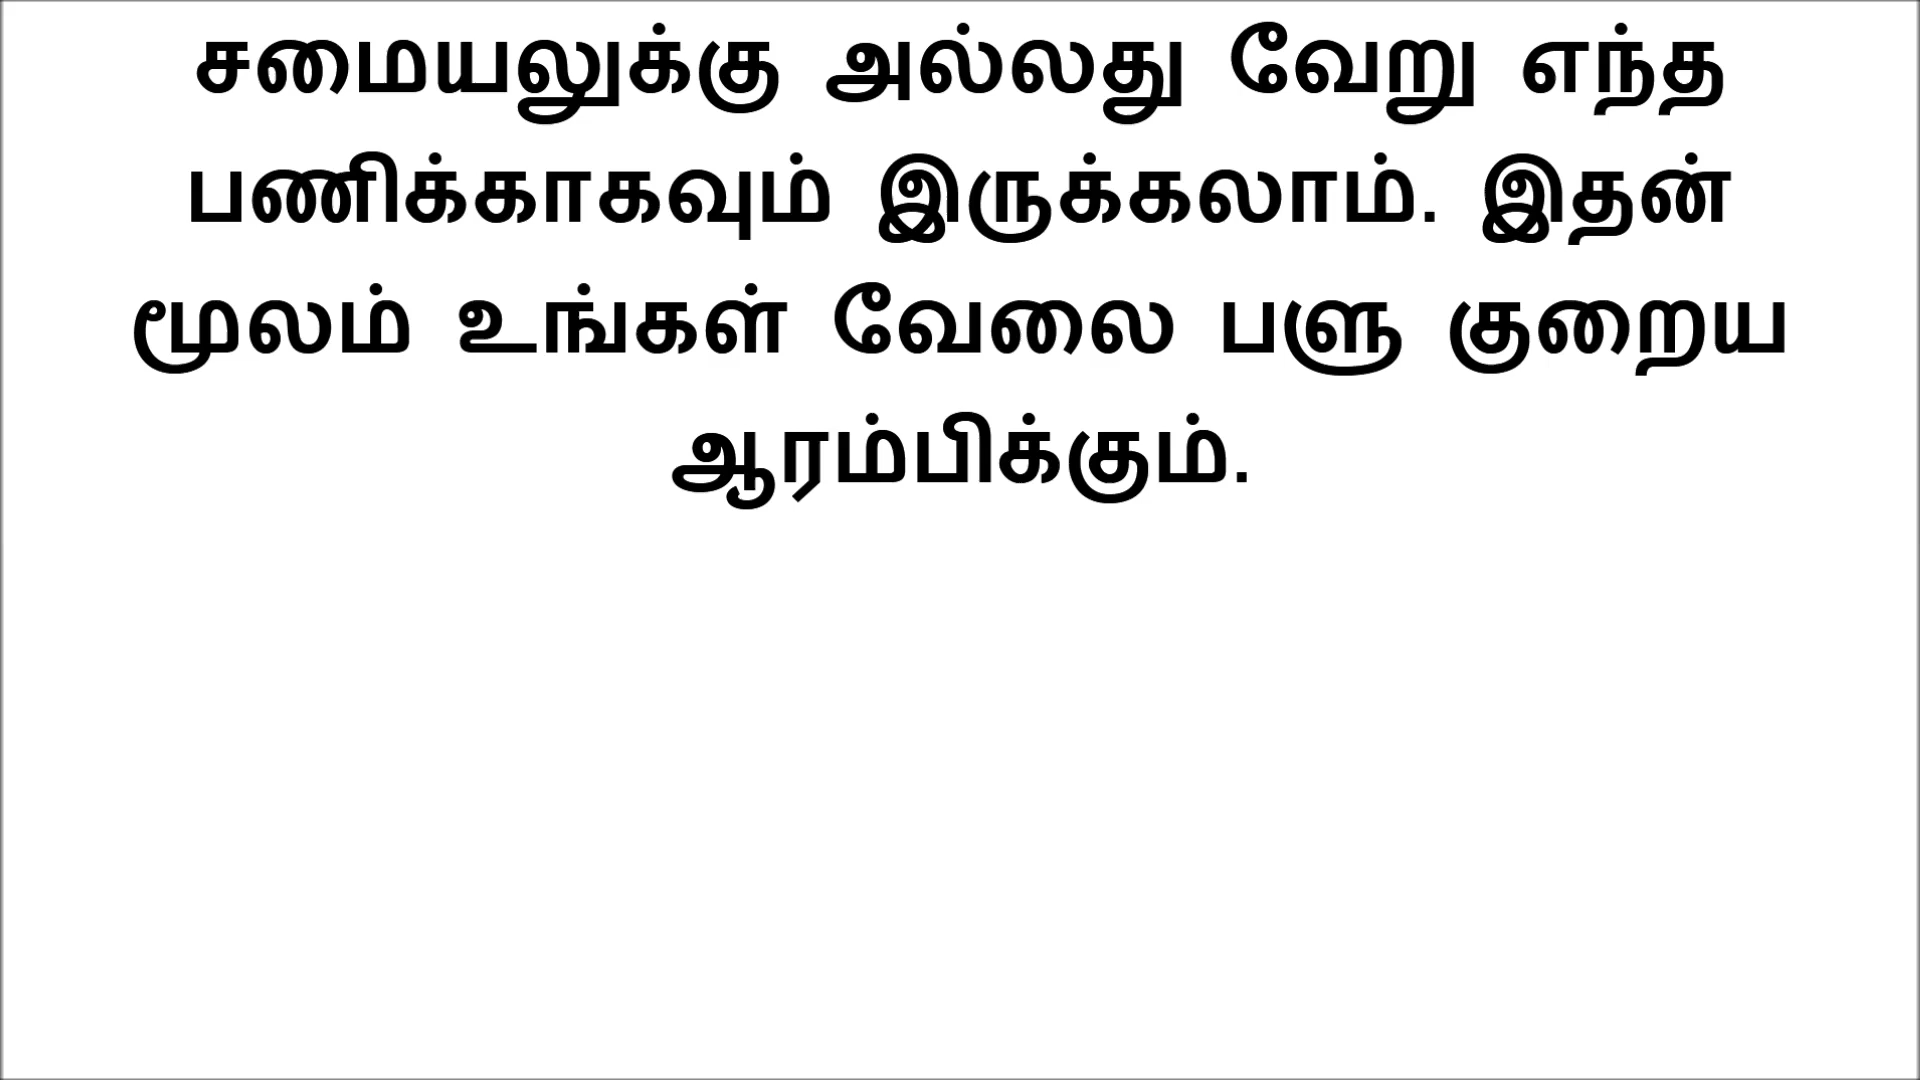 சமையலுக்கு அல்லது வேறு எந்த
பணிக்காகவும் இருக்கலாம். இதன்
மூலம் உங்கள் வேலை பளு குறைய
ஆரம்பிக்கும்.